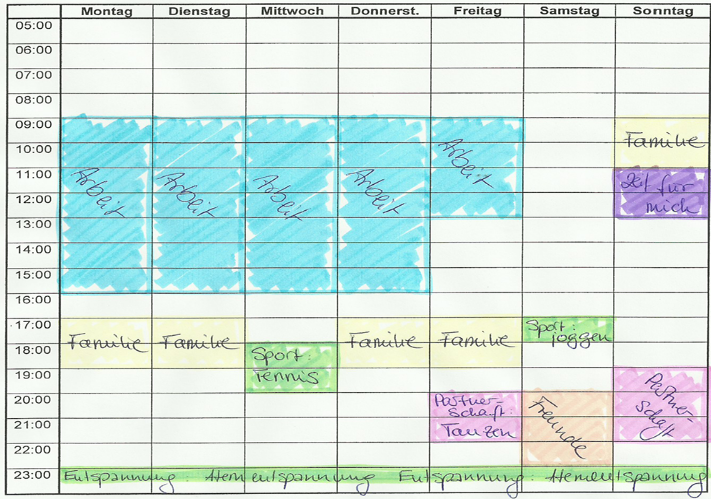 Montag Dienstag Mittwoch Donnerst. Freitag Samstag Sonntag
05:00
06:00
07:00
08:00
09:00
Familie
10:00
Arbeit
11:00
Arbeit Arbeit Arbeit Arbeit
Zeit für
12:00
mich
13:00
14:00
15:00
16:00
17:00
Sport:
joggen
Familie Familie Familie Familie
18:00
Sport:
19:00
Tennis
20:00
Partner-
schaft:
Tanzen
Freunde
Partner-
schaft
21:00
22:00
23:00
Entspannung: Atementspannung Entspannung: Atementspannung